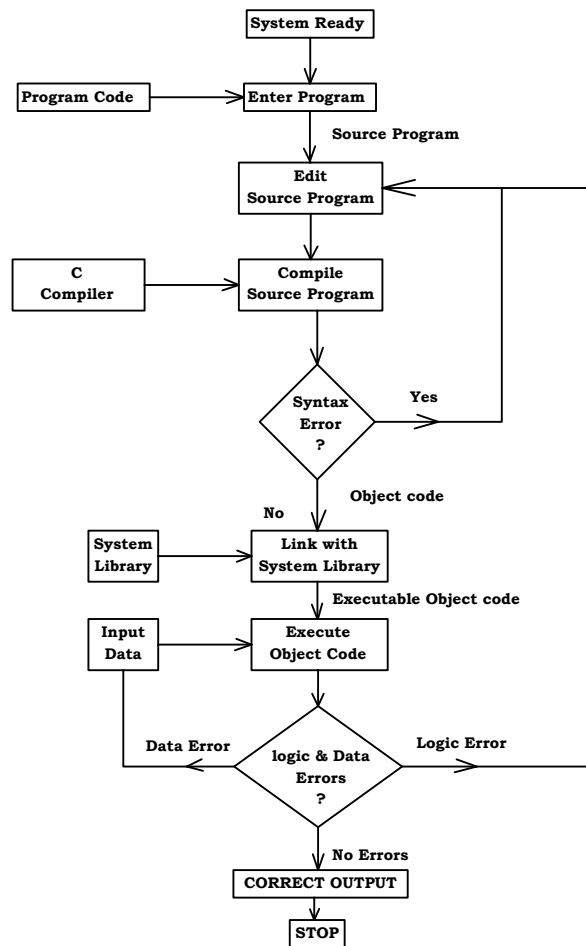 System Ready
Program Code
Enter Program
Source Program
Edit
Source Program
C
Compiler
Compile
Source Program
Syntax
Error
?
Yes
No
Object code
System
Library
Link with
System Library
Executable Object code
Input
Data
Execute
Object Code
Data Error
logic & Data
Errors
?
Logic Error
No Errors
CORRECT OUTPUT
STOP